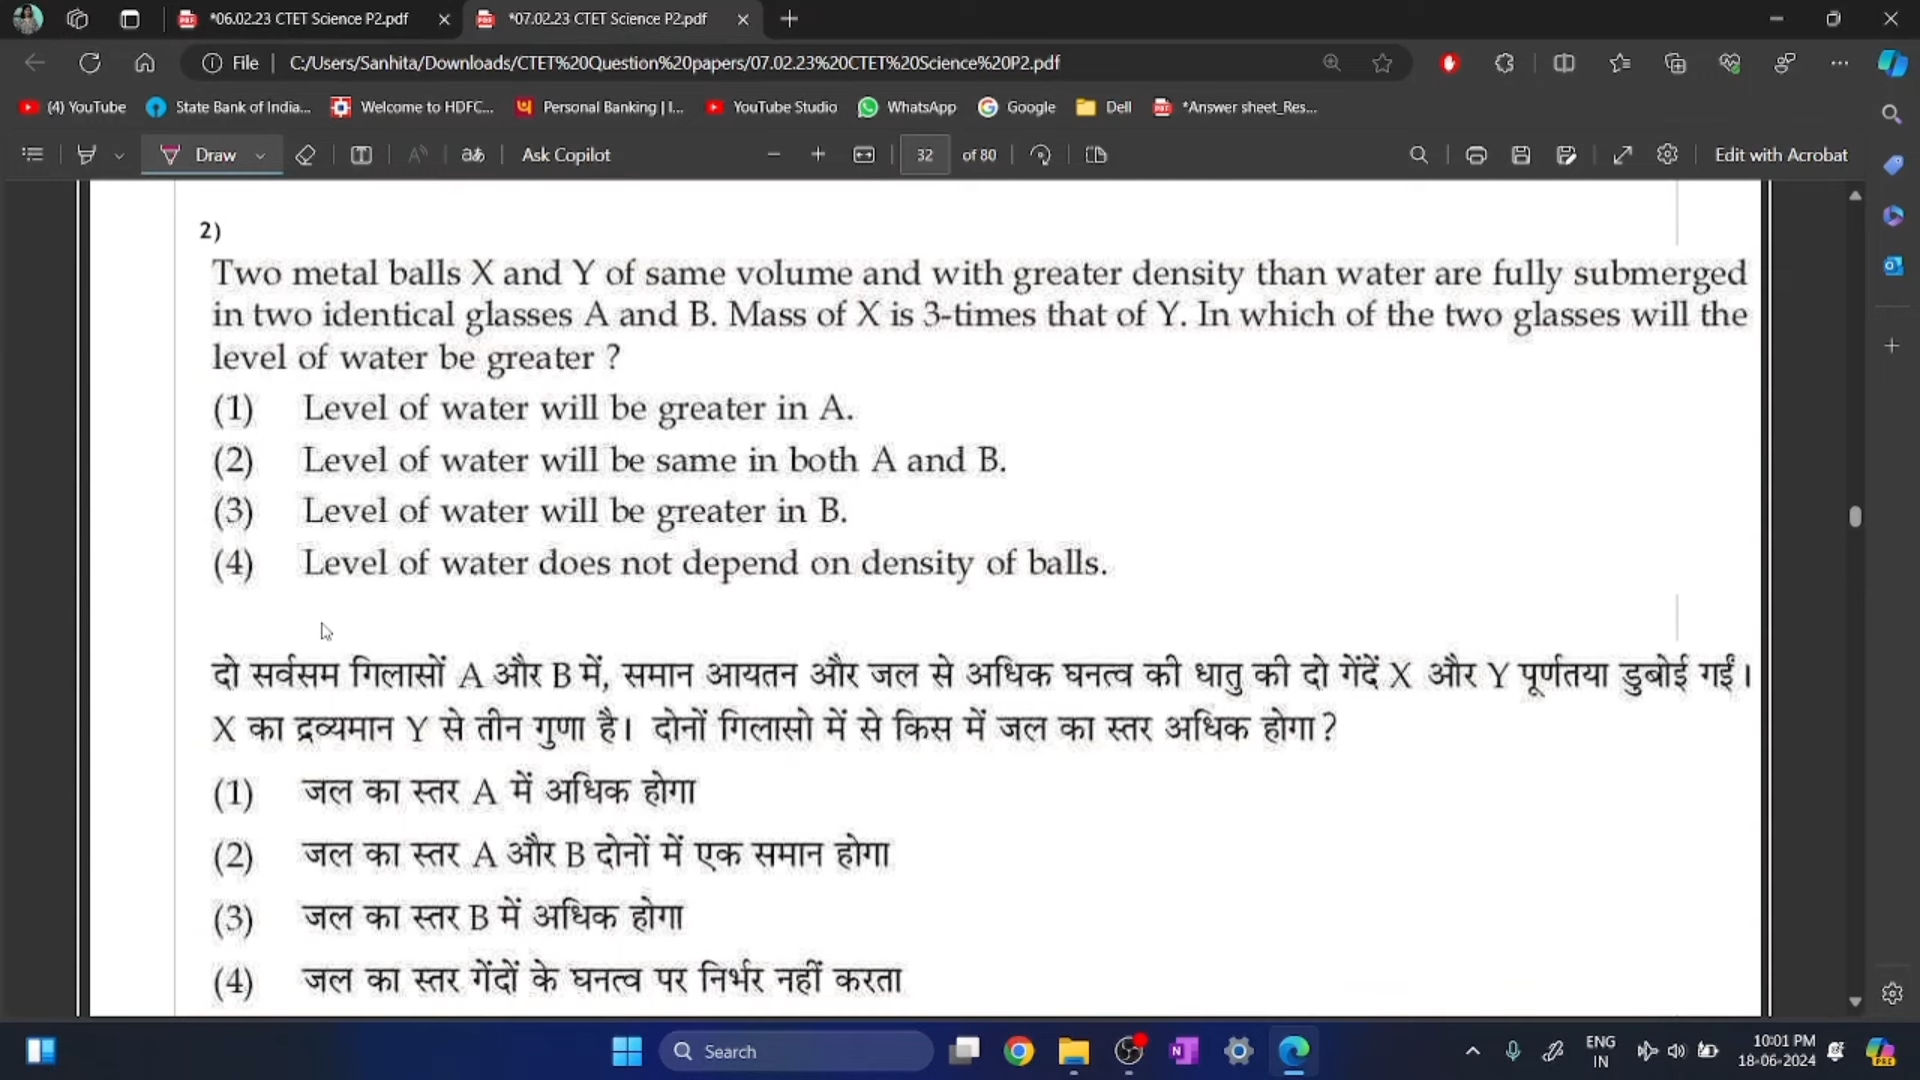 *06.02.23 CTET Science P2.pdf
*07.02.23 CTET Science P2.pdf
File
C:/Users/Sanhita/Downloads/CTET%20Question%20papers/07.02.23%20CTET%20Science%20P2.pdf
(4) YouTube
State Bank of India...
Welcome to HDFC...
Personal Banking | I...
YouTube Studio
WhatsApp
Google
Dell
*Answer sheet_Res...
Draw
Ask Copilot
32 of 80
Edit with Acrobat
2)
Two metal balls X and Y of same volume and with greater density than water are fully submerged
in two identical glasses A and B. Mass of X is 3-times that of Y. In which of the two glasses will the
level of water be greater ?
(1) Level of water will be greater in A.
(2) Level of water will be same in both A and B.
(3) Level of water will be greater in B.
(4) Level of water does not depend on density of balls.
दो सर्वसम गिलासों A और B में, समान आयतन और जल से अधिक घनत्व की धातु की दो गेंदें X और Y पूर्णतया डुबोई गईं।
X का द्रव्यमान Y से तीन गुणा है। दोनों गिलासो में से किस में जल का स्तर अधिक होगा?
(1) जल का स्तर A में अधिक होगा
(2) जल का स्तर A और B दोनों में एक समान होगा
(3) जल का स्तर B में अधिक होगा
(4) जल का स्तर गेंदों के घनत्व पर निर्भर नहीं करता
Search
ENG
IN
10:01 PM
18-06-2024